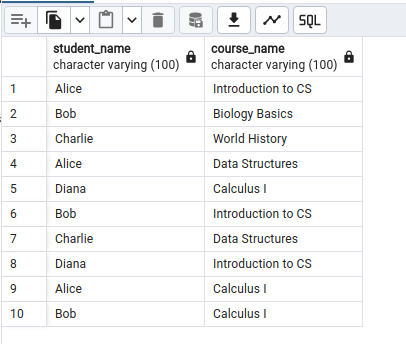 SQL
student_name course_name
character varying (100) character varying (100)
1 Alice Introduction to CS
2 Bob Biology Basics
3 Charlie World History
4 Alice Data Structures
5 Diana Calculus I
6 Bob Introduction to CS
7 Charlie Data Structures
8 Diana Introduction to CS
9 Alice Calculus I
10 Bob Calculus I